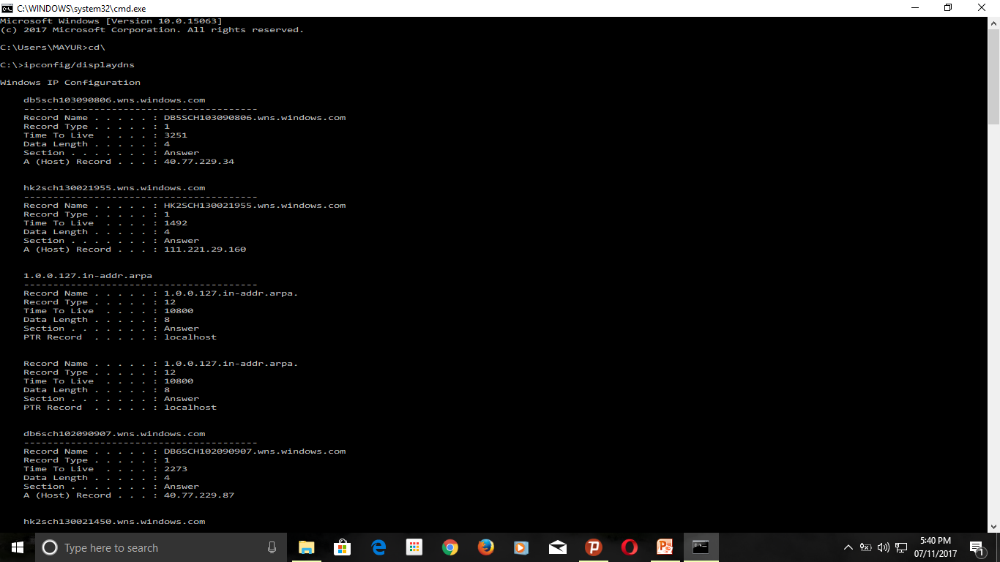 C:\WINDOWS\system32\cmd.exe
Microsoft Windows [Version 10.0.15063]
(c) 2017 Microsoft Corporation. All rights reserved.
C:\Users\MAYUR>cd\
C:\>ipconfig/displaydns
Windows IP Configuration
db5sch103090806.wns.windows.com
----------------------------------------
Record Name . . . . . : DB5SCH103090806.wns.windows.com
Record Type . . . . . : 1
Time To Live  . . . . : 3251
Data Length . . . . . : 4
Section . . . . . . . : Answer
A (Host) Record . . . : 40.77.229.34
hk2sch130021955.wns.windows.com
----------------------------------------
Record Name . . . . . : HK2SCH130021955.wns.windows.com
Record Type . . . . . : 1
Time To Live  . . . . : 1492
Data Length . . . . . : 4
Section . . . . . . . : Answer
A (Host) Record . . . : 111.221.29.160
1.0.0.127.in-addr.arpa
----------------------------------------
Record Name . . . . . : 1.0.0.127.in-addr.arpa.
Record Type . . . . . : 12
Time To Live  . . . . : 10800
Data Length . . . . . : 8
Section . . . . . . . : Answer
PTR Record  . . . . . : localhost
Record Name . . . . . : 1.0.0.127.in-addr.arpa.
Record Type . . . . . : 12
Time To Live  . . . . : 10800
Data Length . . . . . : 8
Section . . . . . . . : Answer
PTR Record  . . . . . : localhost
db6sch102090907.wns.windows.com
----------------------------------------
Record Name . . . . . : DB6SCH102090907.wns.windows.com
Record Type . . . . . : 1
Time To Live  . . . . : 2273
Data Length . . . . . : 4
Section . . . . . . . : Answer
A (Host) Record . . . : 40.77.229.87
hk2sch130021450.wns.windows.com
Type here to search
5:40 PM
07/11/2017
1